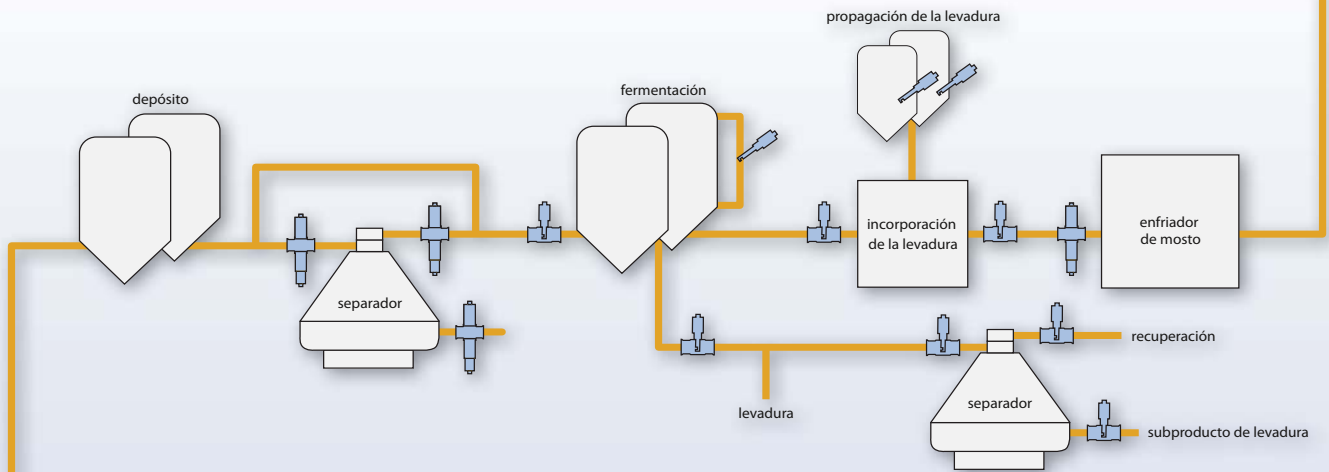 propagación de la levadura
depósito
fermentación
incorporación
de la levadura
enfriador
de mosto
separador
recuperación
levadura
separador
subproducto de levadura